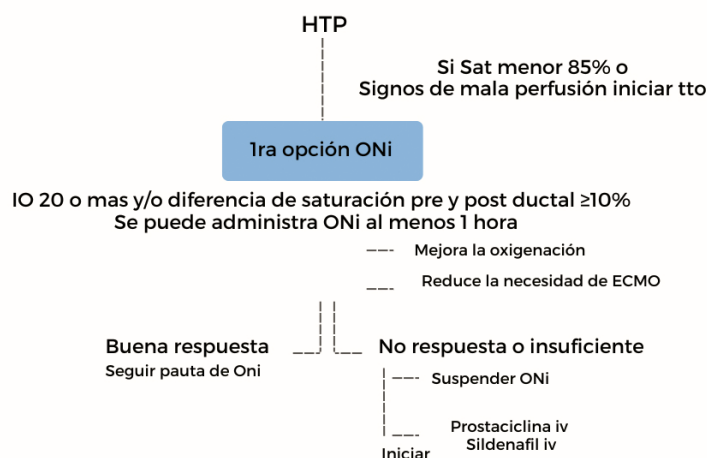 HTP
Si Sat menor 85% o
Signos de mala perfusión iniciar tto
1ra opción ONi
IO 20 o mas y/o diferencia de saturación pre y post ductal ≥10%
Se puede administra ONi al menos 1 hora
Mejora la oxigenación
Reduce la necesidad de ECMO
Buena respuesta
Seguir pauta de Oni
No respuesta o insuficiente
Suspender ONi
Prostaciclina iv
Sildenafil iv
Iniciar